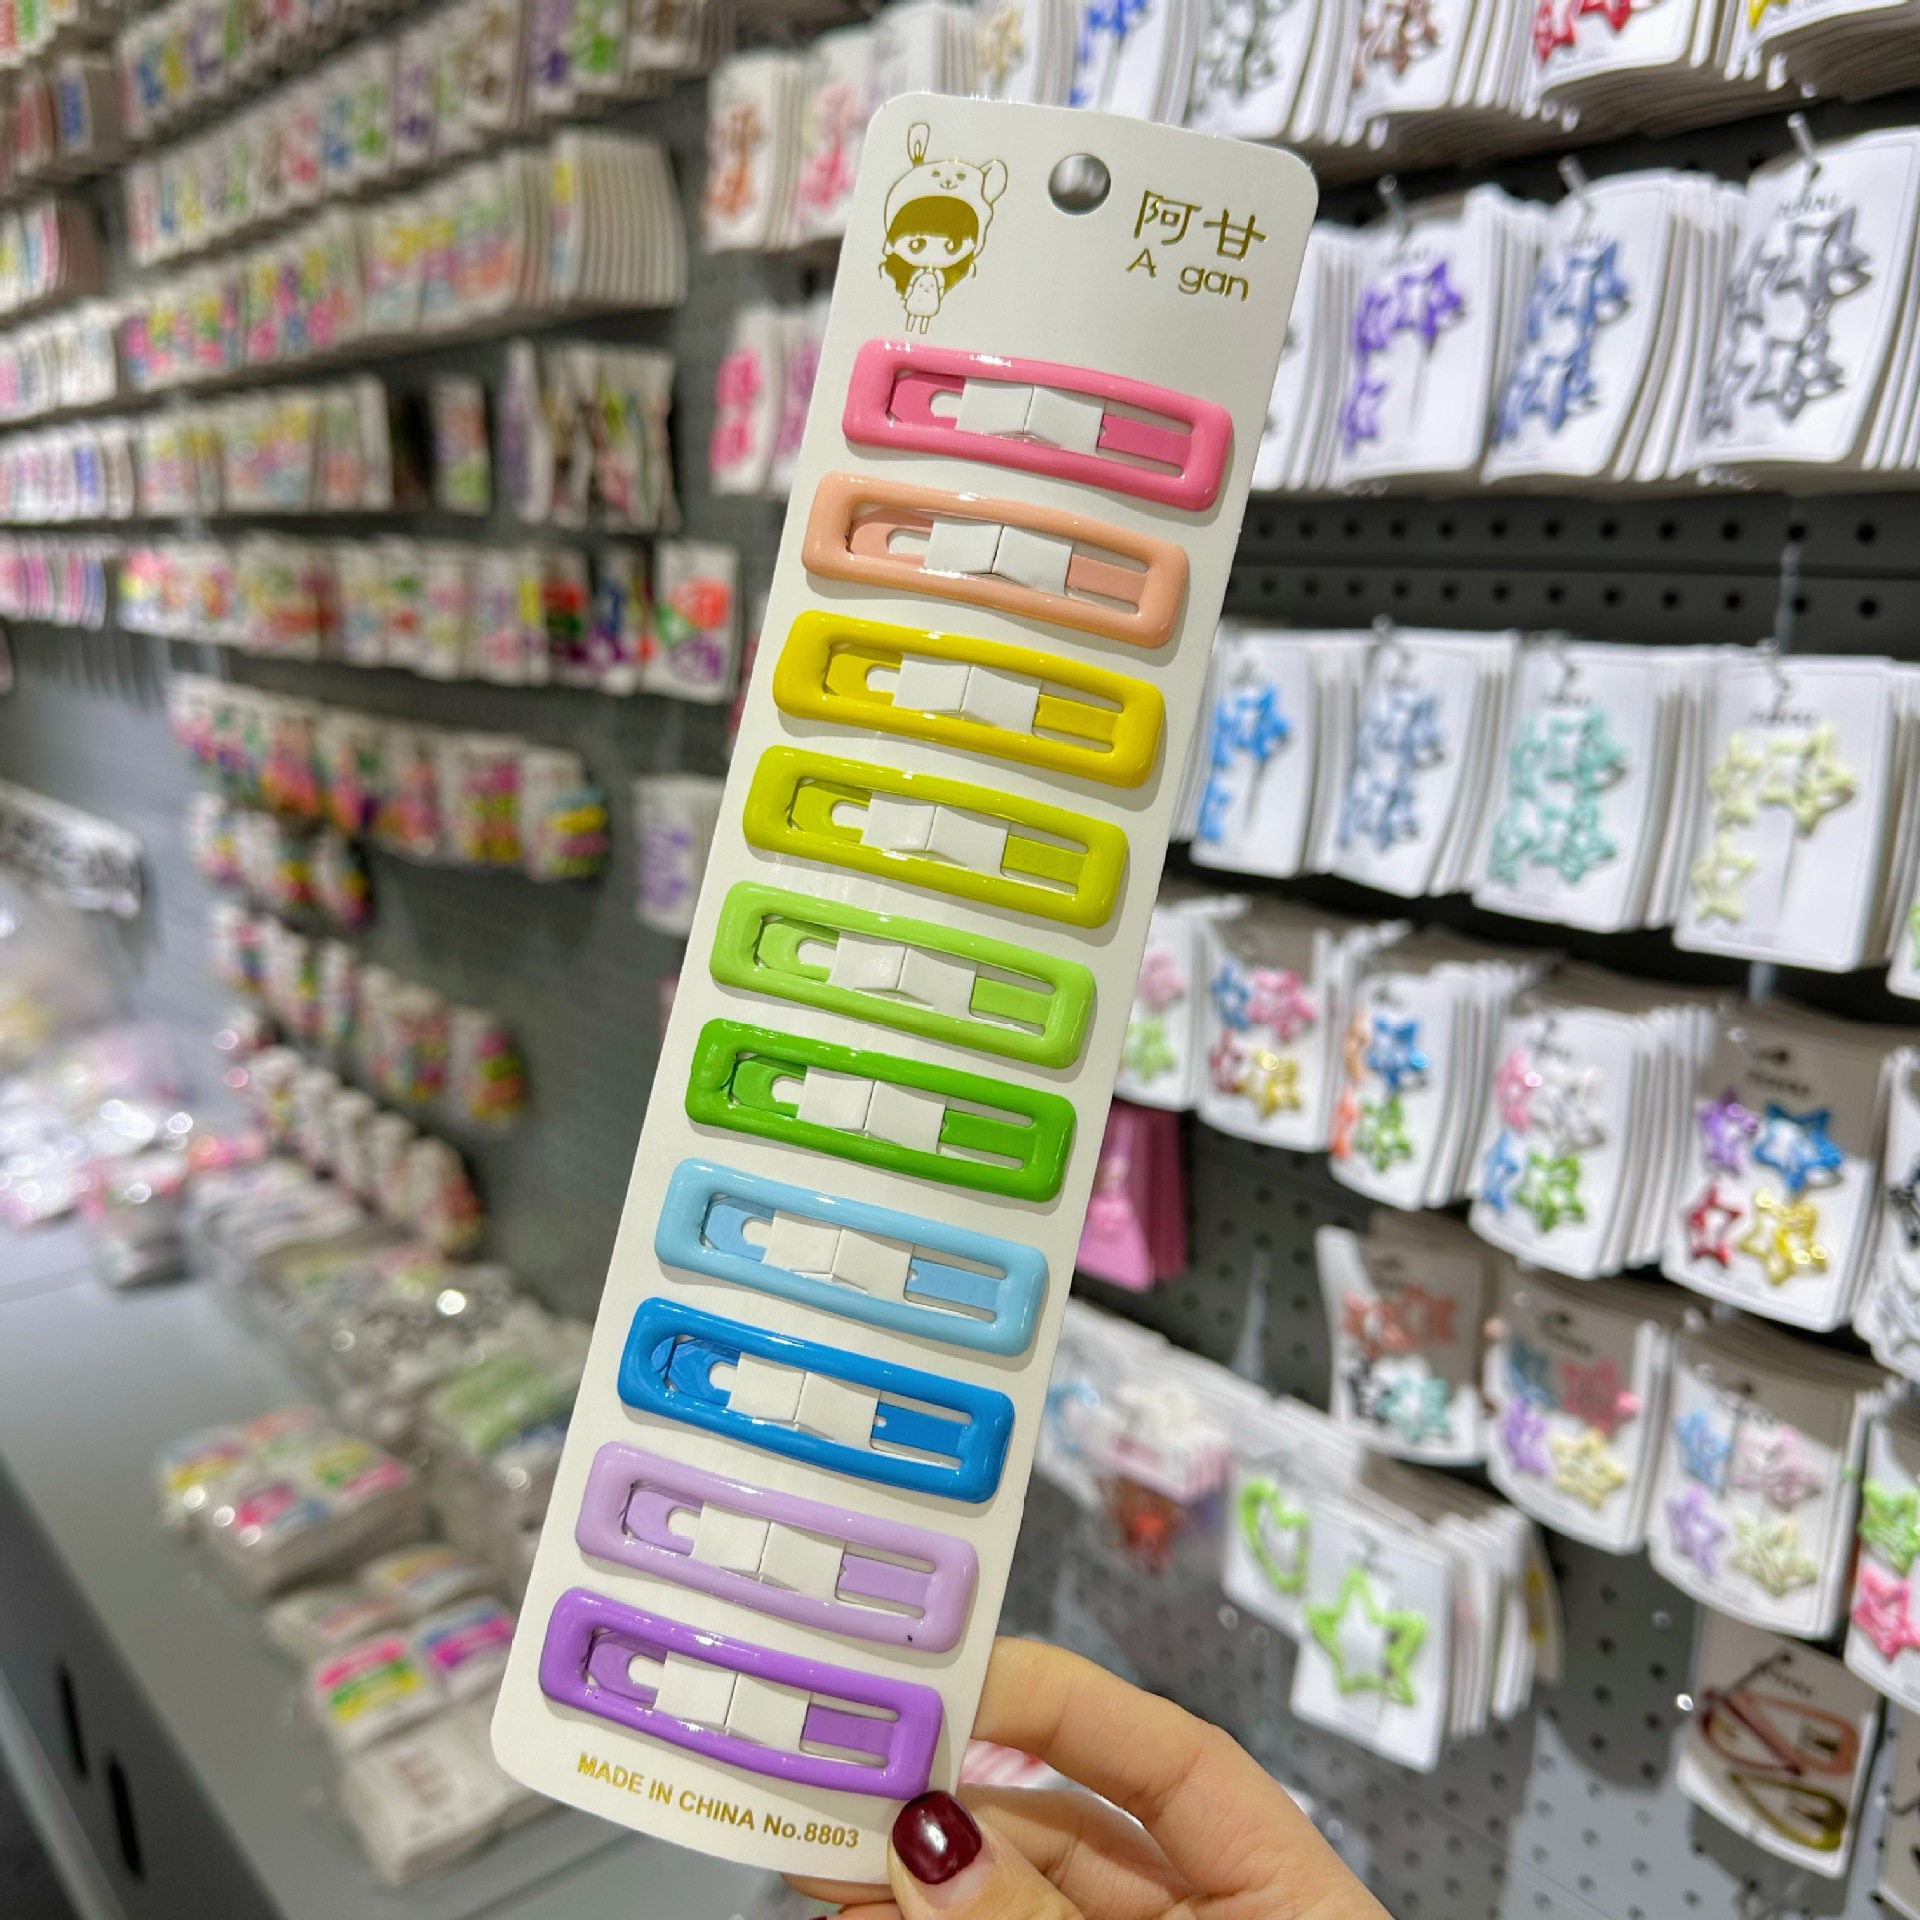 阿甘
A gan
MADE IN CHINA No.8803